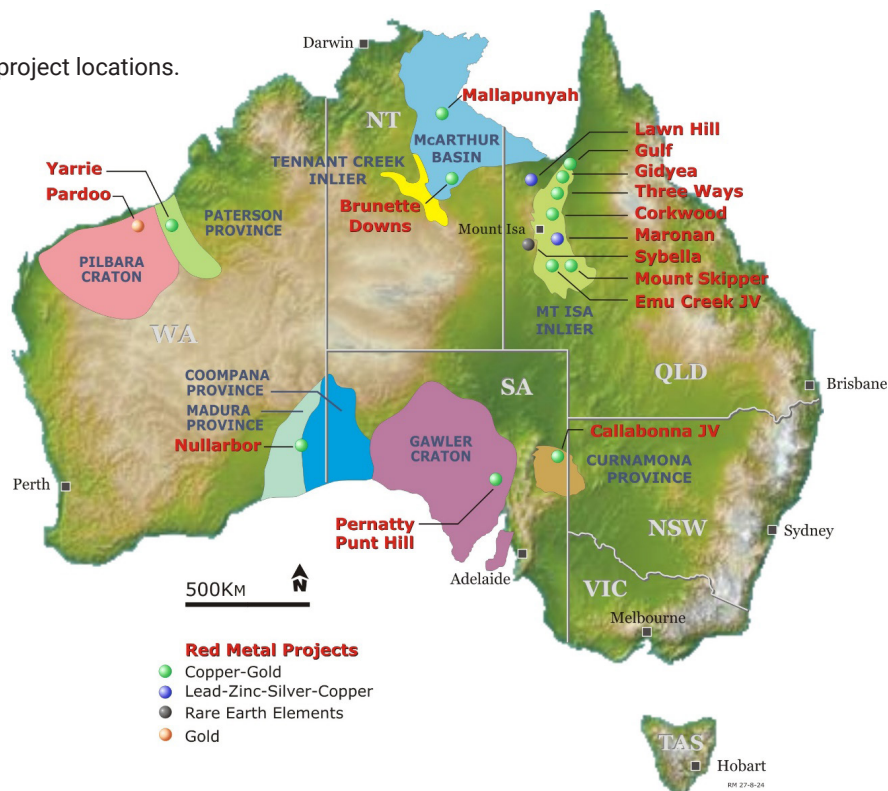 project locations.
Darwin
Mallapunyah
NT
McARTHUR
BASIN
Lawn Hill
Gulf
Gidyea
Three Ways
Corkwood
Maronan
Sybella
Mount Skipper
Emu Creek JV
TENNANT CREEK
INLIER
Brunette
Downs
Mount Isa
MT ISA
INLIER
Yarrie
Pardoo
PATERSON
PROVINCE
PILBARA
CRATON
WA
COOMPANA
PROVINCE
MADURA
PROVINCE
Nullarbor
SA
QLD
Brisbane
GAWLER
CRATON
Callabonna JV
CURNAMONA
PROVINCE
Perth
Pernatty
Punt Hill
NSW
Sydney
Adelaide
VIC
Melbourne
500KM
N
Red Metal Projects
Copper-Gold
Lead-Zinc-Silver-Copper
Rare Earth Elements
Gold
TAS
Hobart
RM 27-8-24